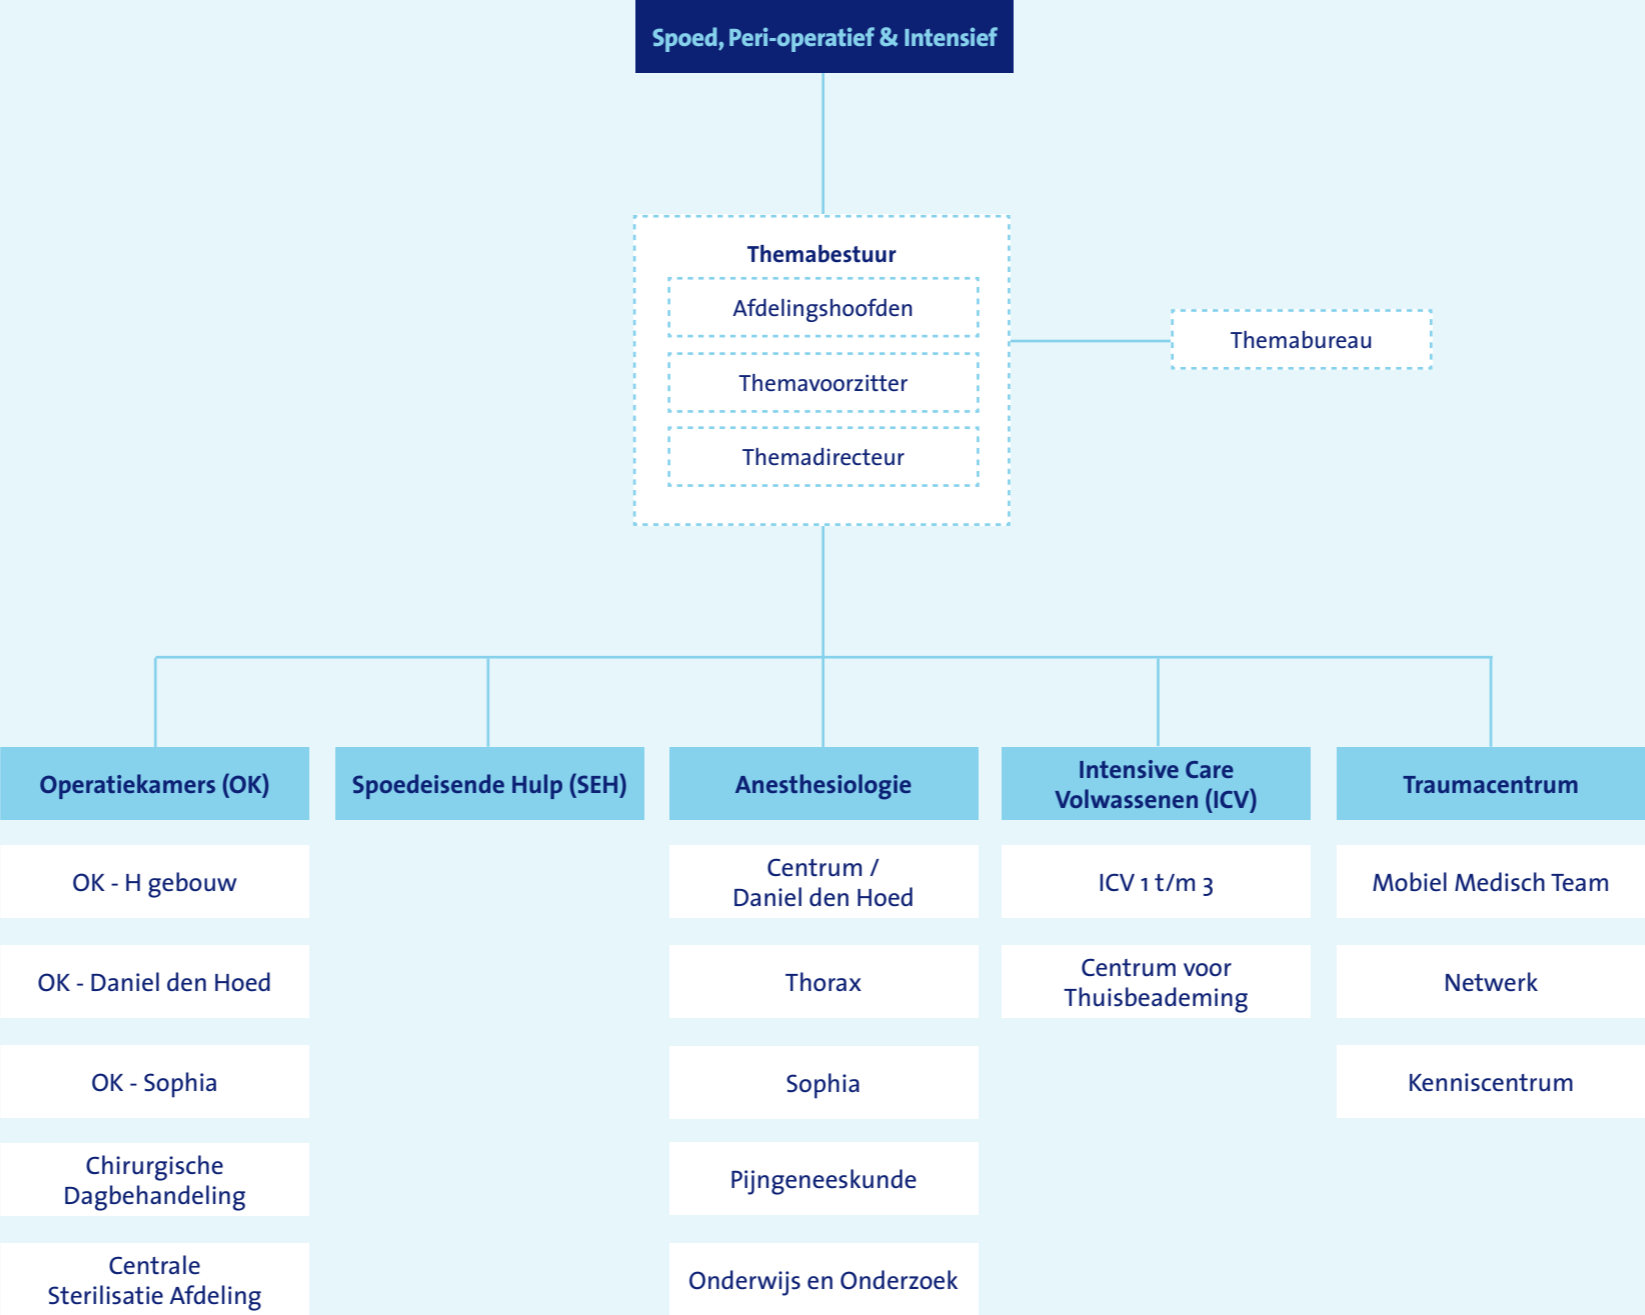 Spoed, Peri-operatief & Intensief
Themabestuur
Afdelingshoofden
Themavoorzitter
Themadirecteur
Themabureau
Operatiekamers (OK)
OK - H gebouw
OK - Daniel den Hoed
OK - Sophia
Chirurgische
Dagbehandeling
Centrale
Sterilisatie Afdeling
Spoedeisende Hulp (SEH)
Anesthesiologie
Centrum /
Daniel den Hoed
Thorax
Sophia
Pijngeneeskunde
Onderwijs en Onderzoek
Intensive Care
Volwassenen (ICV)
ICV 1 t/m 3
Centrum voor
Thuisbeademing
Traumacentrum
Mobiel Medisch Team
Netwerk
Kenniscentrum